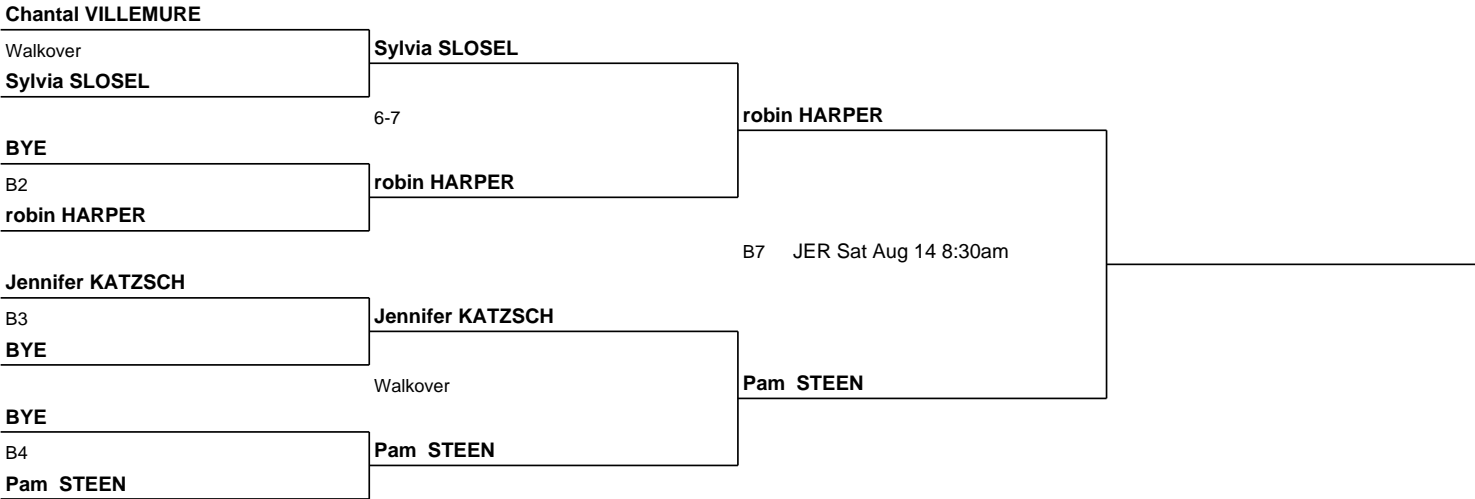 Chantal VILLEMURE
Walkover
Sylvia SLOSEL
Sylvia SLOSEL
6-7
robin HARPER
BYE
B2
robin HARPER
robin HARPER
B7 JER Sat Aug 14 8:30am
Jennifer KATZSCH
B3
BYE
Jennifer KATZSCH
Walkover
Pam STEEN
BYE
B4
Pam STEEN
Pam STEEN